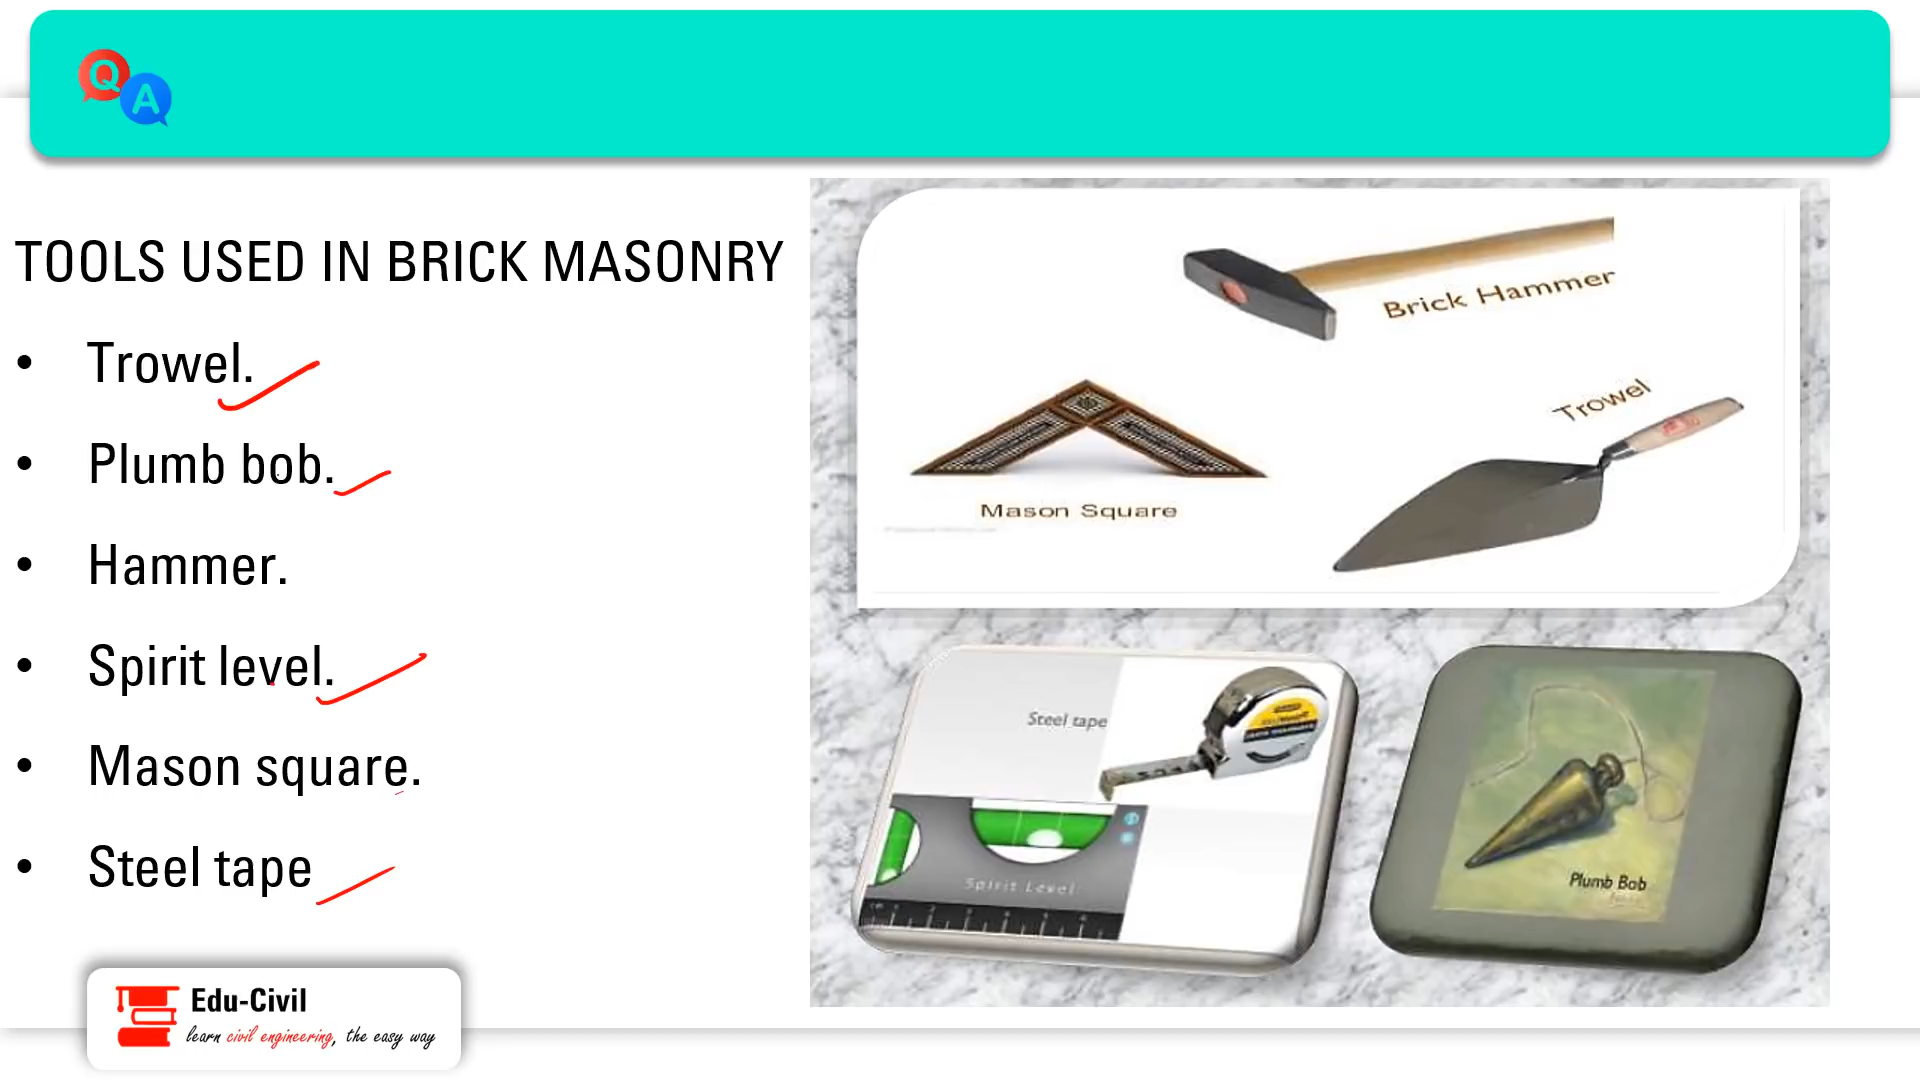 Q
A
TOOLS USED IN BRICK MASONRY
• Trowel.
• Plumb bob.
• Hammer.
• Spirit level.
• Mason square.
• Steel tape
Brick Hammer
Trowel
Mason Square
Steel tape
Spirit Level
Plumb Bob
Edu-Civil
learn civil engineering, the easy way